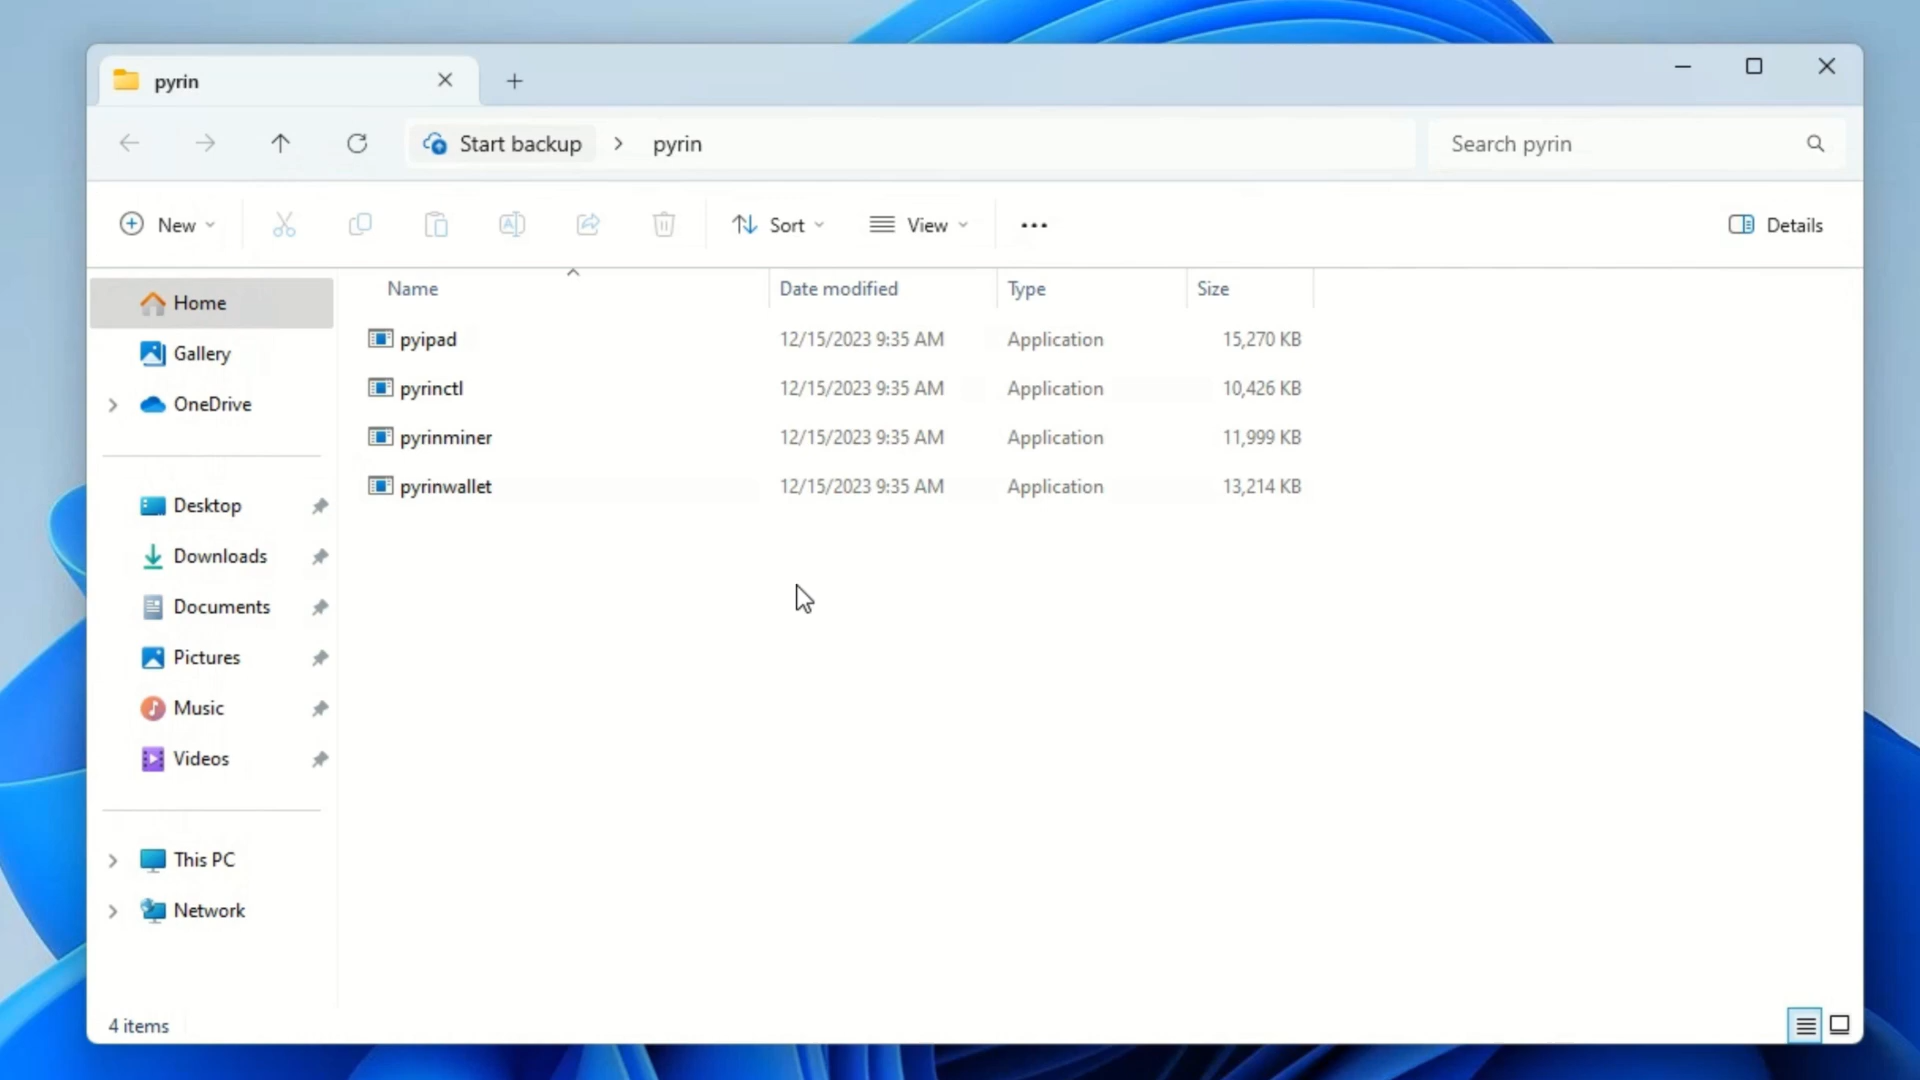 pyrin
Start backup > pyrin
Search pyrin
New
Sort
View
Details
Name Date modified Type Size
Home
Gallery
OneDrive
Desktop
Downloads
Documents
Pictures
Music
Videos
This PC
Network
pyipad 12/15/2023 9:35 AM Application 15,270 KB
pyrinctl 12/15/2023 9:35 AM Application 10,426 KB
pyrinminer 12/15/2023 9:35 AM Application 11,999 KB
pyrinwallet 12/15/2023 9:35 AM Application 13,214 KB
4 items